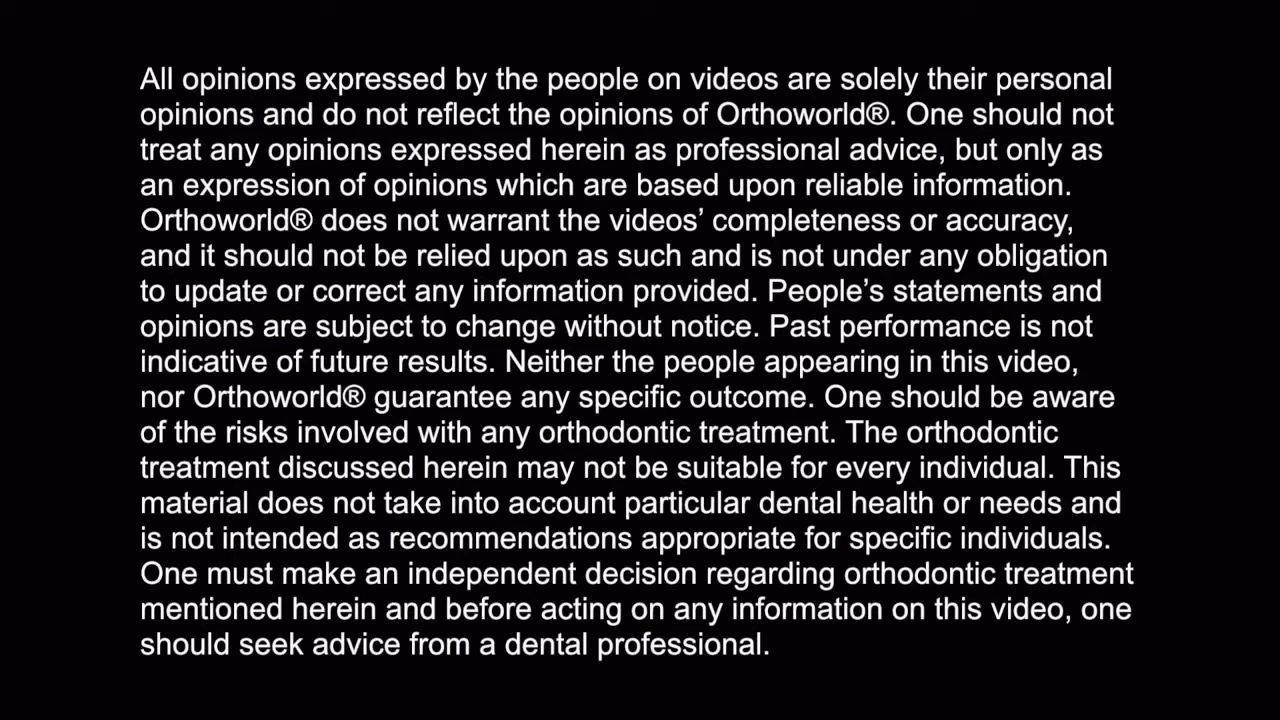 All opinions expressed by the people on videos are solely their personal
opinions and do not reflect the opinions of Orthoworld®. One should not
treat any opinions expressed herein as professional advice, but only as
an expression of opinions which are based upon reliable information.
Orthoworld® does not warrant the videos’ completeness or accuracy,
and it should not be relied upon as such and is not under any obligation
to update or correct any information provided. People’s statements and
opinions are subject to change without notice. Past performance is not
indicative of future results. Neither the people appearing in this video,
nor Orthoworld® guarantee any specific outcome. One should be aware
of the risks involved with any orthodontic treatment. The orthodontic
treatment discussed herein may not be suitable for every individual. This
material does not take into account particular dental health or needs and
is not intended as recommendations appropriate for specific individuals.
One must make an independent decision regarding orthodontic treatment
mentioned herein and before acting on any information on this video, one
should seek advice from a dental professional.